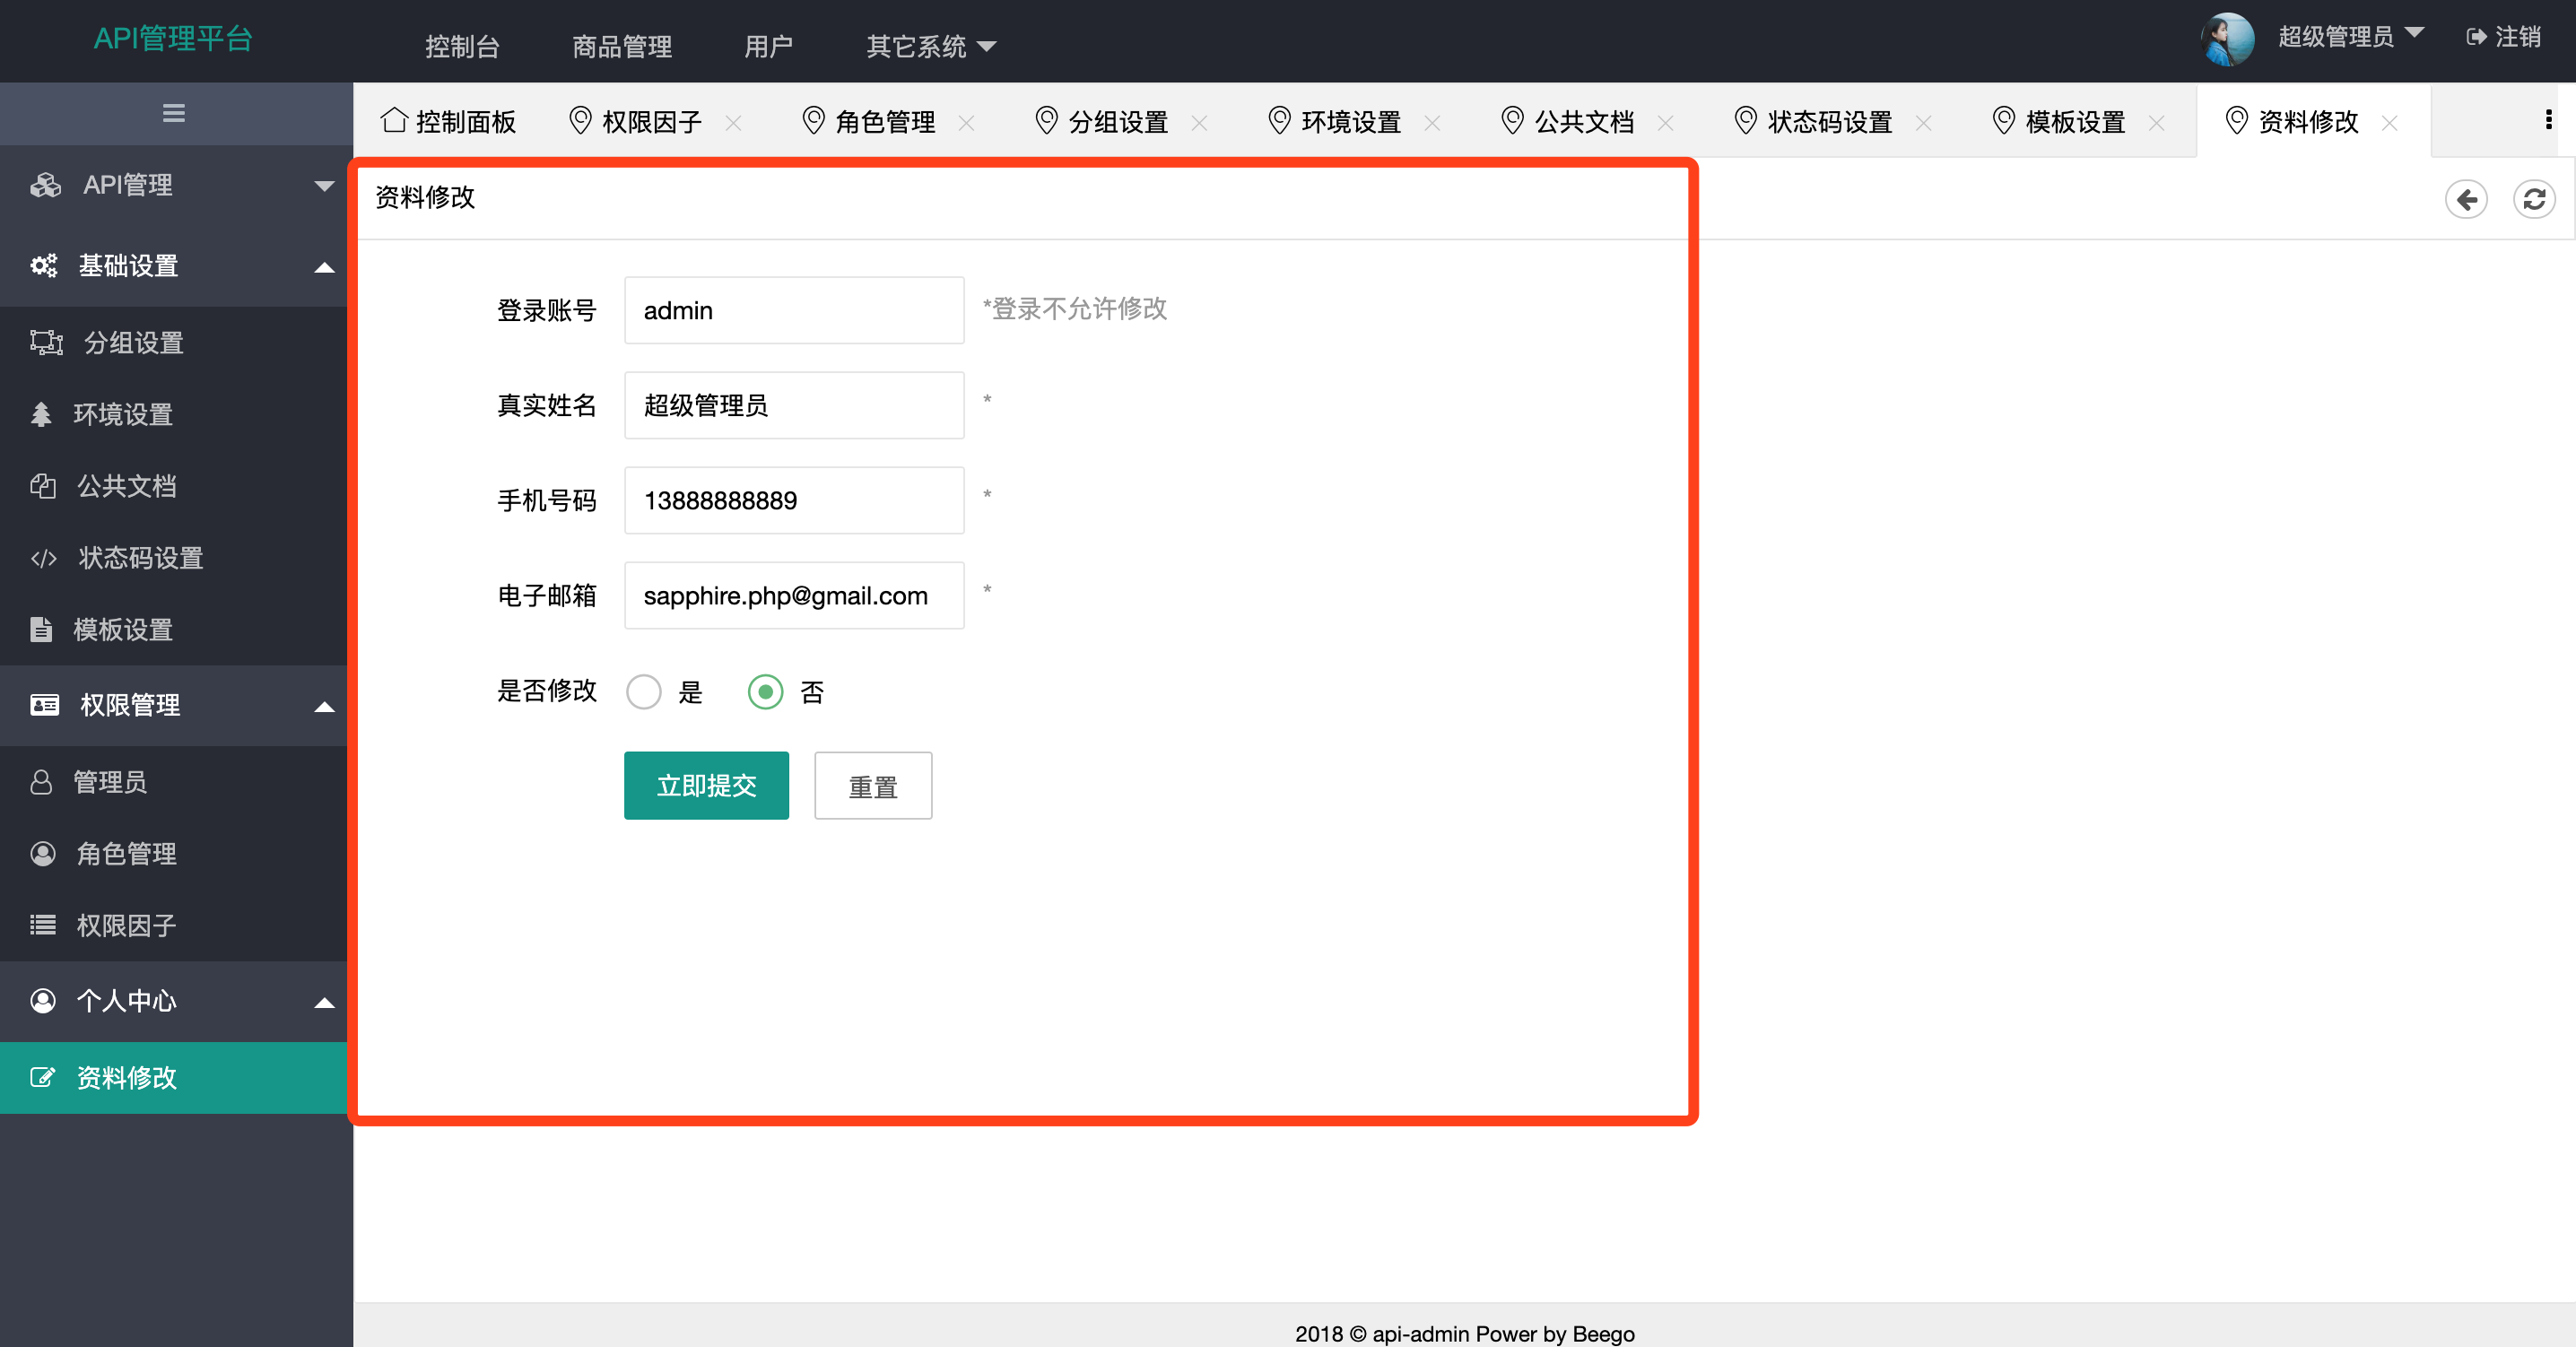 API管理平台
控制台 商品管理 用户 其它系统
超级管理员 注销
控制面板 权限因子 角色管理 分组设置 环境设置 公共文档 状态码设置 模板设置 资料修改
API管理
基础设置
分组设置
环境设置
公共文档
状态码设置
模板设置
权限管理
管理员
角色管理
权限因子
个人中心
资料修改
资料修改
登录账号 admin *登录不允许修改
真实姓名 超级管理员 *
手机号码 13888888889 *
电子邮箱 sapphire.php@gmail.com *
是否修改 是 否
立即提交 重置
2018 © api-admin Power by Beego